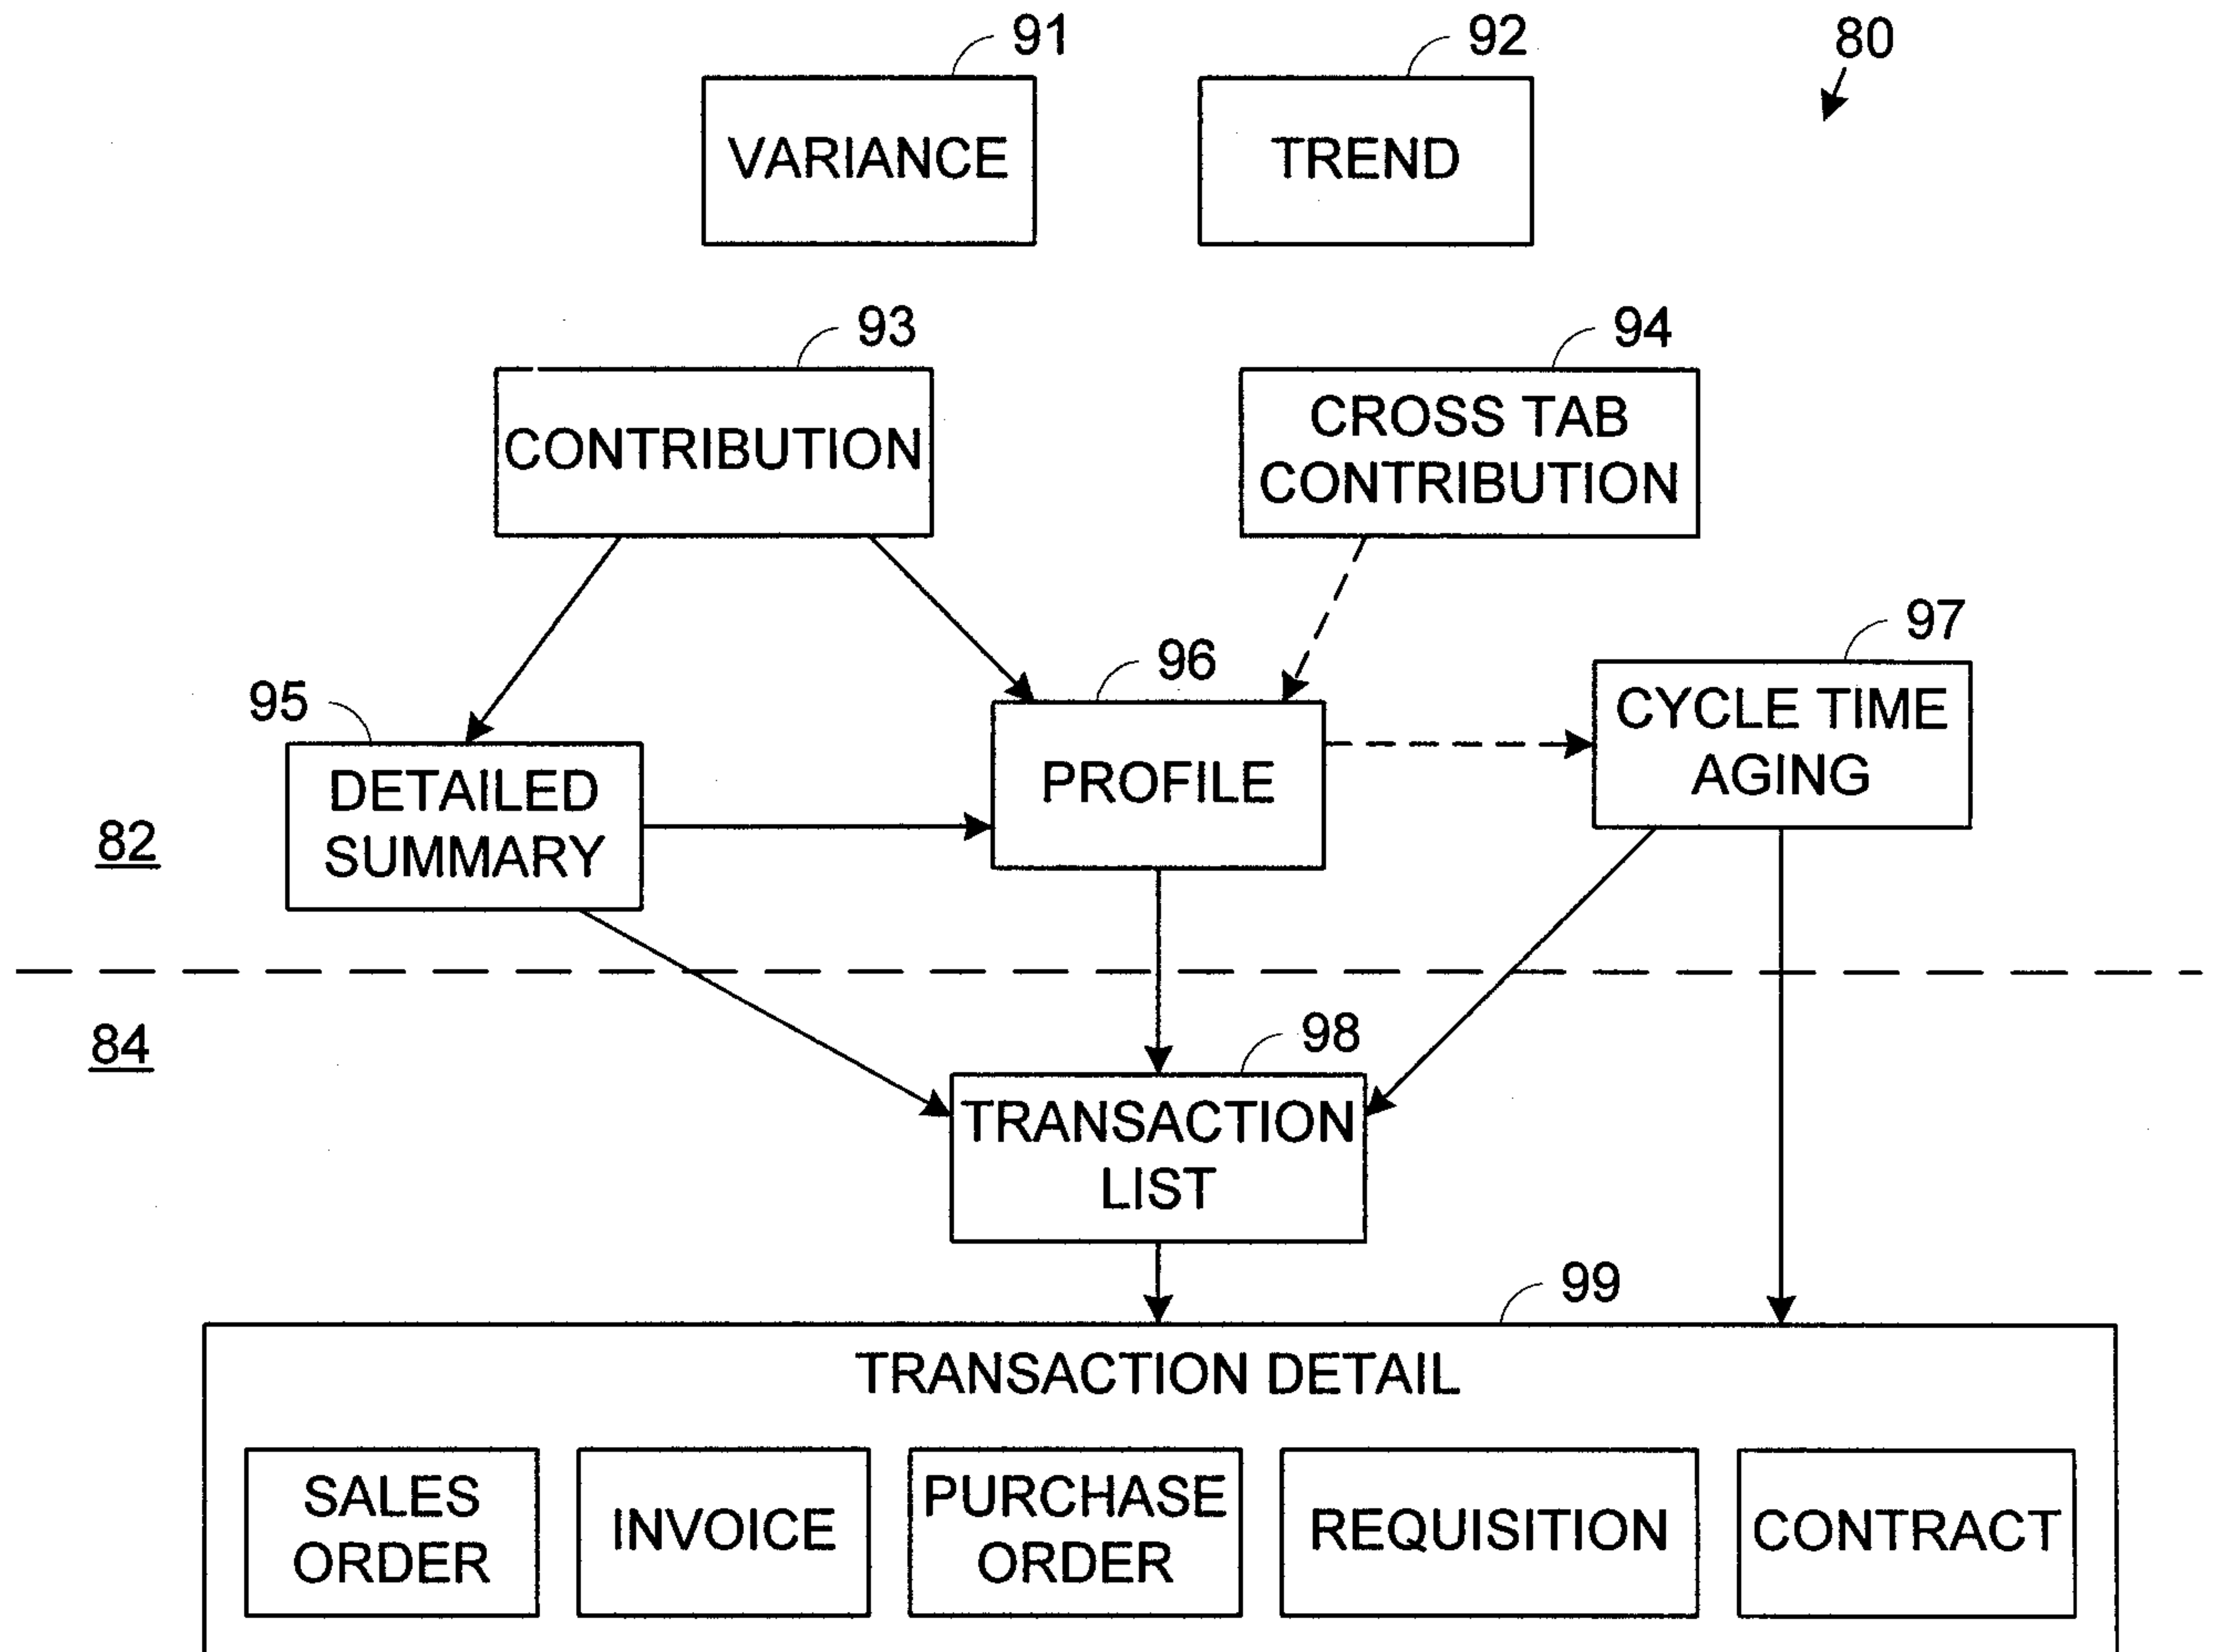 91
92
80
VARIANCE
TREND
93
94
CONTRIBUTION
CROSS TAB
CONTRIBUTION
97
96
95
CYCLE TIME
AGING
PROFILE
DETAILED
SUMMARY
82
84
98
TRANSACTION
LIST
99
TRANSACTION DETAIL
SALES
ORDER
INVOICE
PURCHASE
ORDER
REQUISITION
CONTRACT